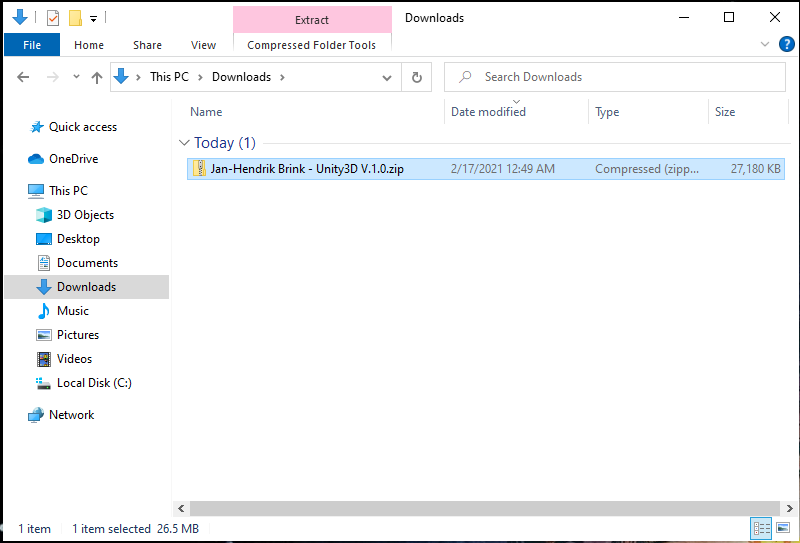 Extract
Downloads
File Home Share View Compressed Folder Tools
This PC Downloads Search Downloads
Name Date modified Type Size
Quick access
OneDrive
This PC
3D Objects
Desktop
Documents
Downloads
Music
Pictures
Videos
Local Disk (C:)
Network
Today (1)
Jan-Hendrik Brink - Unity3D V.1.0.zip 2/17/2021 12:49 AM Compressed (zipp... 27,180 KB
1 item 1 item selected 26.5 MB